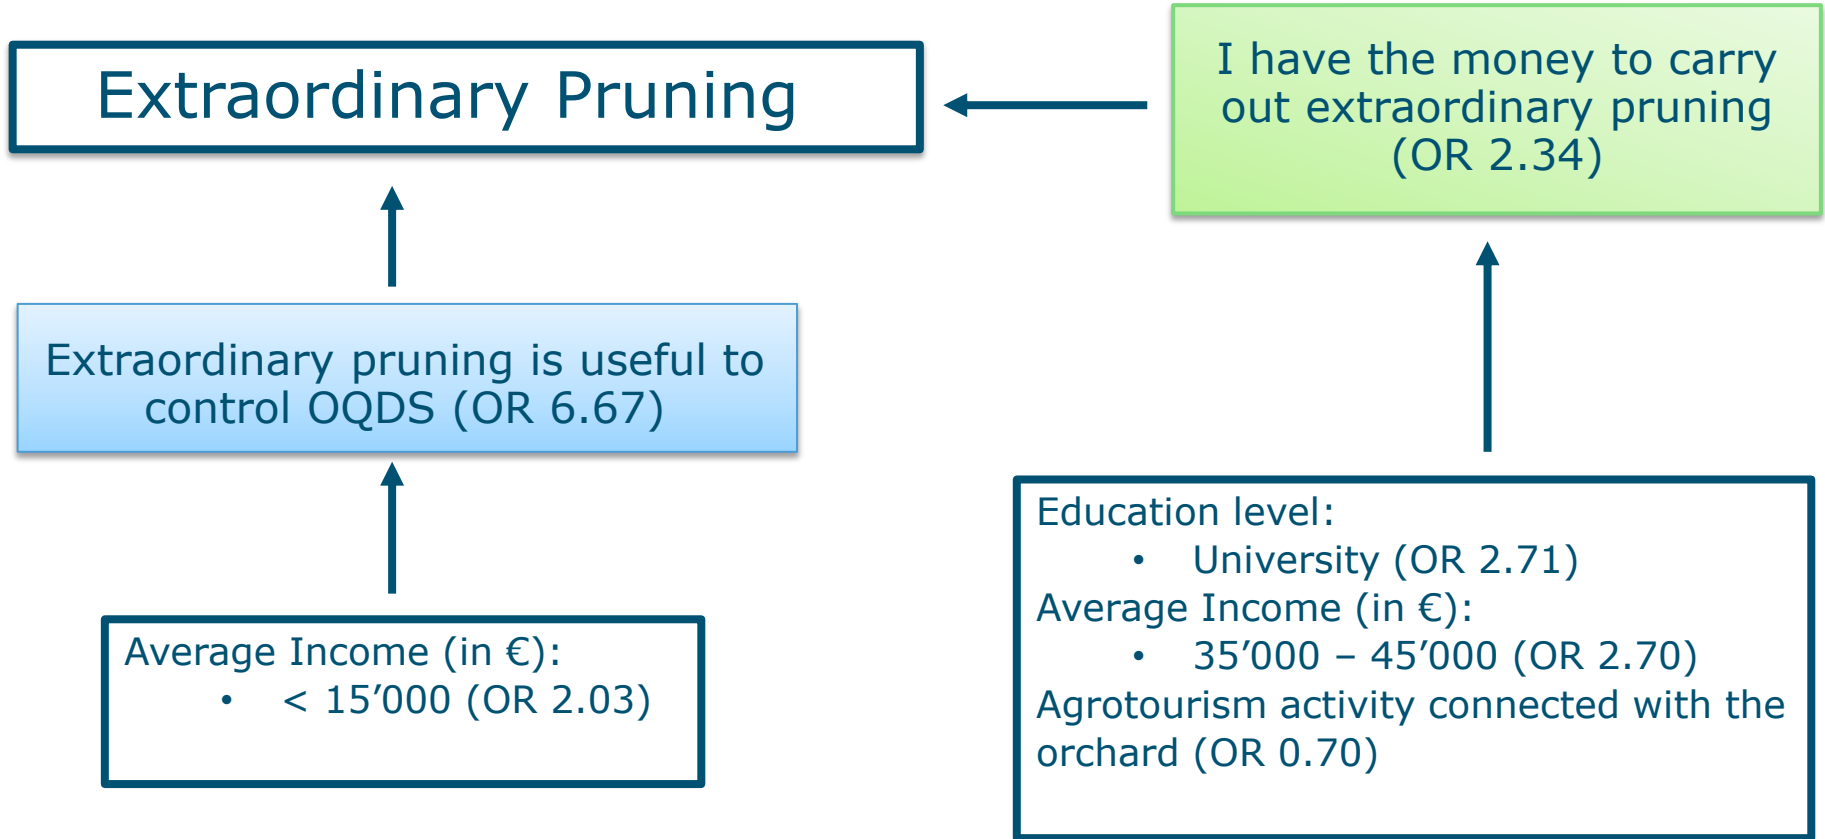 Extraordinary Pruning
I have the money to carry
out extraordinary pruning
(OR 2.34)
Extraordinary pruning is useful to
control OQDS (OR 6.67)
Average Income (in €):
• < 15’000 (OR 2.03)
Education level:
• University (OR 2.71)
Average Income (in €):
• 35’000 – 45’000 (OR 2.70)
Agrotourism activity connected with the
orchard (OR 0.70)